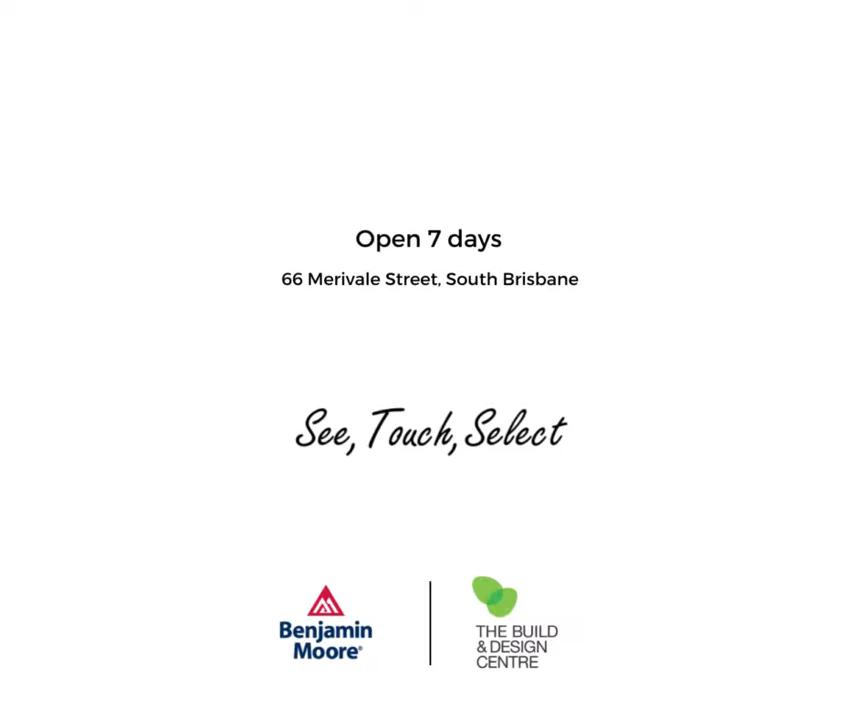 Open 7 days
66 Merivale Street, South Brisbane
See, Touch, Select
Benjamin
Moore®
THE BUILD
& DESIGN
CENTRE